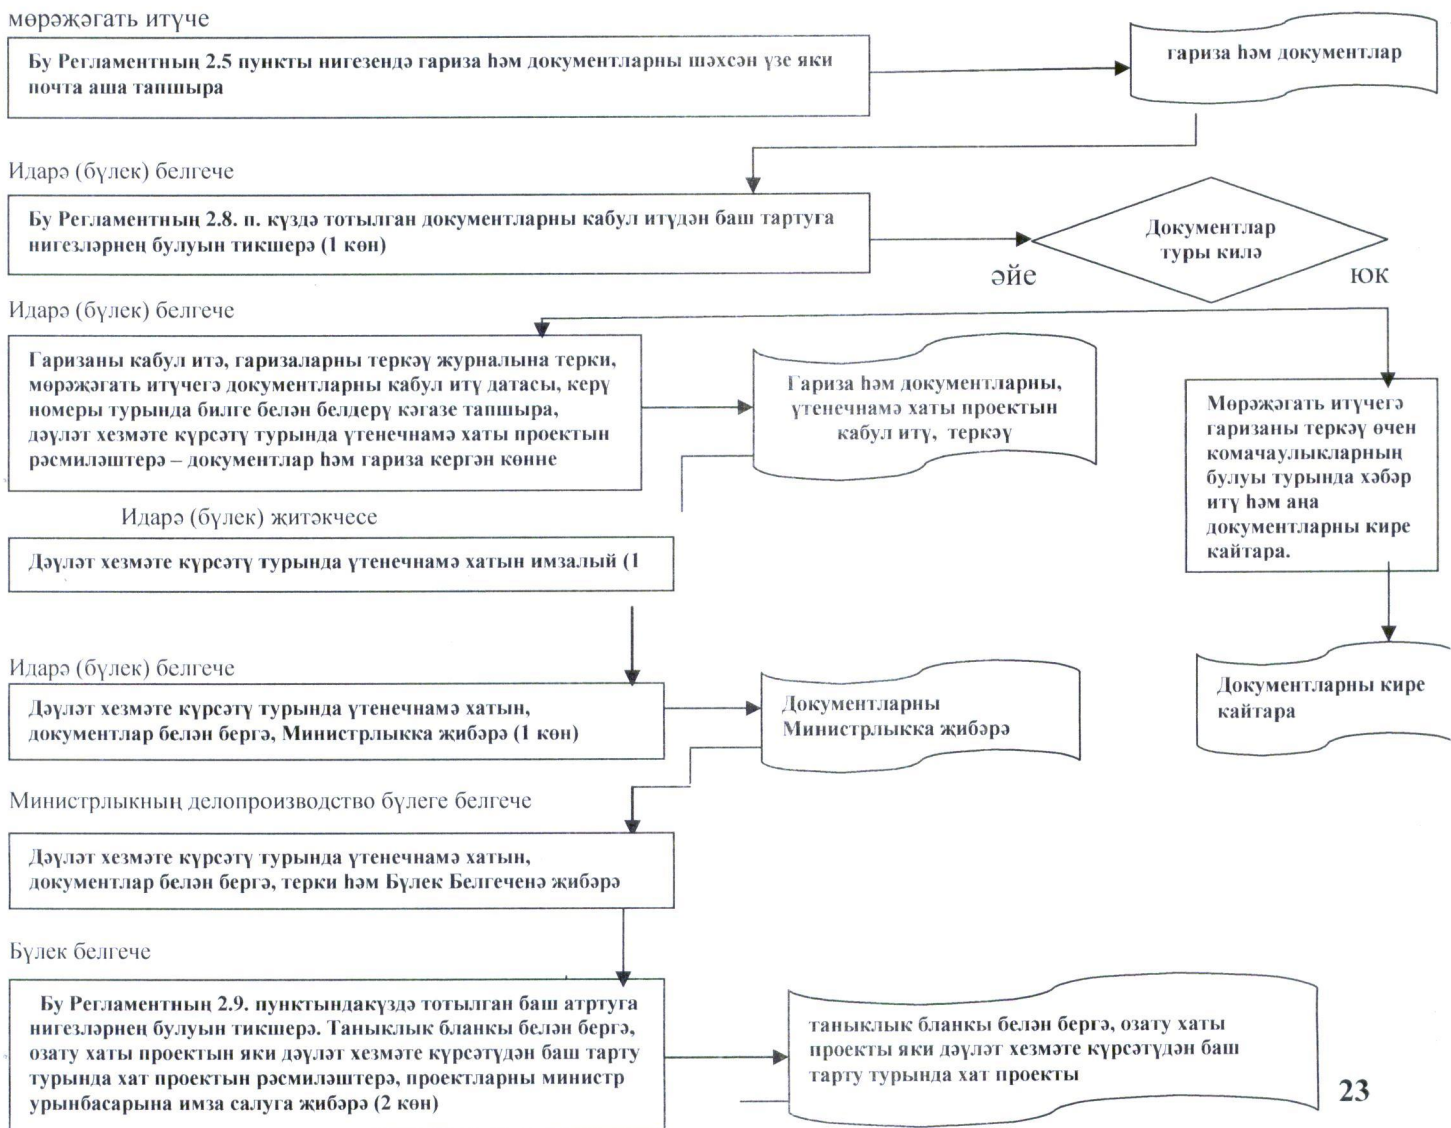 мөрәҗәгать итүче
Бу Регламентның 2.5 пункты нигезендә гариза һәм документларны шәхсән үзе яки
почта аша тапшыра
гариза һәм документлар
Идарә (бүлек) белгече
Бу Регламентның 2.8. п. күздә тотылган документларны кабул итүдән баш тартуга
нигезләрнең булуын тикшерә (1 көн)
Документлар
туры килә
әйе
юк
Идарә (бүлек) белгече
Гаризаны кабул итә, гаризаларны теркәү журналына терки,
мөрәҗәгать итүчегә документларны кабул итү датасы, керү
номеры турында билге белән белдерү кәгазе тапшыра,
дәүләт хезмәте күрсәтү турында үтенечнамә хаты проектын
рәсмиләштерә – документлар һәм гариза кергән көнне
Гариза һәм документларны,
үтенечнамә хаты проектын
кабул итү, теркәү
Мөрәҗәгать итүчегә
гаризаны теркәү өчен
комачаулыкларның
булуы турында хәбәр
итү һәм аңа
документларны кире
кайтара.
Идарә (бүлек) җитәкчесе
Дәүләт хезмәте күрсәтү турында үтенечнамә хатын имзалый (1
Идарә (бүлек) белгече
Дәүләт хезмәте күрсәтү турында үтенечнамә хатын,
документлар белән бергә, Министрлыкка җибәрә (1 көн)
Документларны
Министрлыкка җибәрә
Документларны кире
кайтара
Министрлыкның делопроизводство бүлеге белгече
Дәүләт хезмәте күрсәтү турында үтенечнамә хатын,
документлар белән бергә, терки һәм Бүлек Белгеченә җибәрә
Бүлек белгече
Бу Регламентның 2.9. пунктындакүздә тотылган баш атртуга
нигезләрнең булуын тикшерә. Таныклык бланкы белән бергә,
озату хаты проектын яки дәүләт хезмәте күрсәтүдән баш тарту
турында хат проектын рәсмиләштерә, проектларны министр
урынбасарына имза салуга җибәрә (2 көн)
таныклык бланкы белән бергә, озату хаты
проекты яки дәүләт хезмәте күрсәтүдән баш
тарту турында хат проекты
23